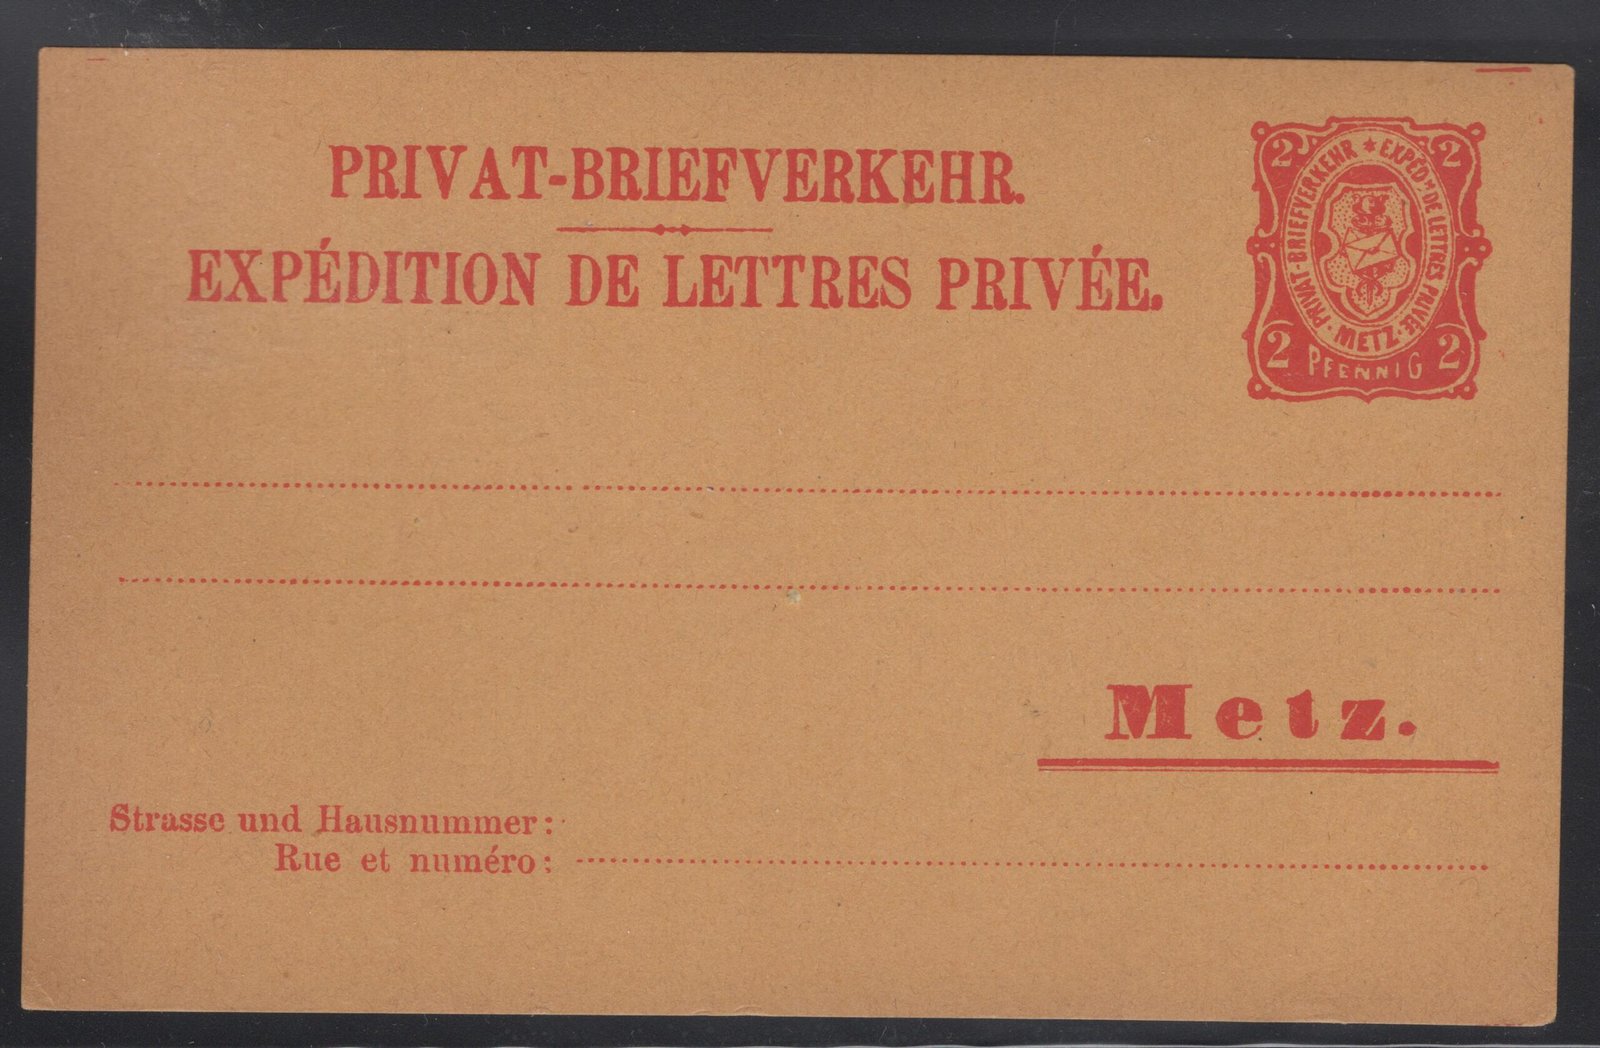 PRIVAT-BRIEFVERKEHR.
EXPÉDITION DE LETTRES PRIVÉE.
2 2
PRIVAT-BRIEFVERKEHR * EXPÉDON DE LETTRES PRIVÉE · METZ ·
2 PFENNIG 2
Metz.
Strasse und Hausnummer:
Rue et numéro: